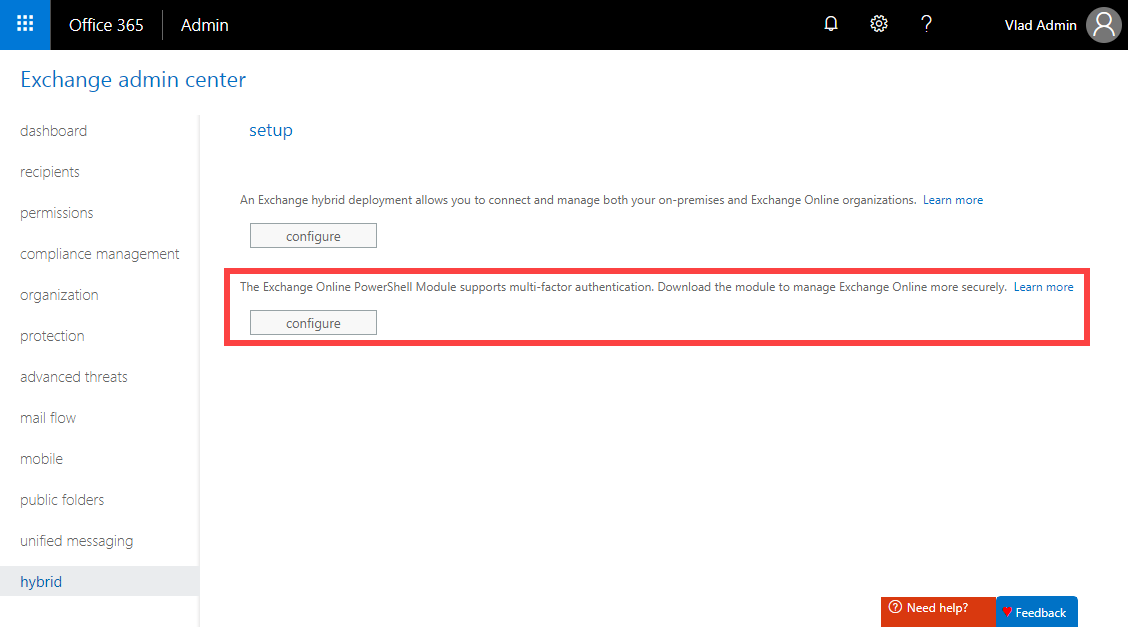 Office 365 Admin Vlad Admin
Exchange admin center
dashboard
recipients
permissions
compliance management
organization
protection
advanced threats
mail flow
mobile
public folders
unified messaging
hybrid
setup
An Exchange hybrid deployment allows you to connect and manage both your on-premises and Exchange Online organizations. Learn more
configure
The Exchange Online PowerShell Module supports multi-factor authentication. Download the module to manage Exchange Online more securely. Learn more
configure
Need help? Feedback